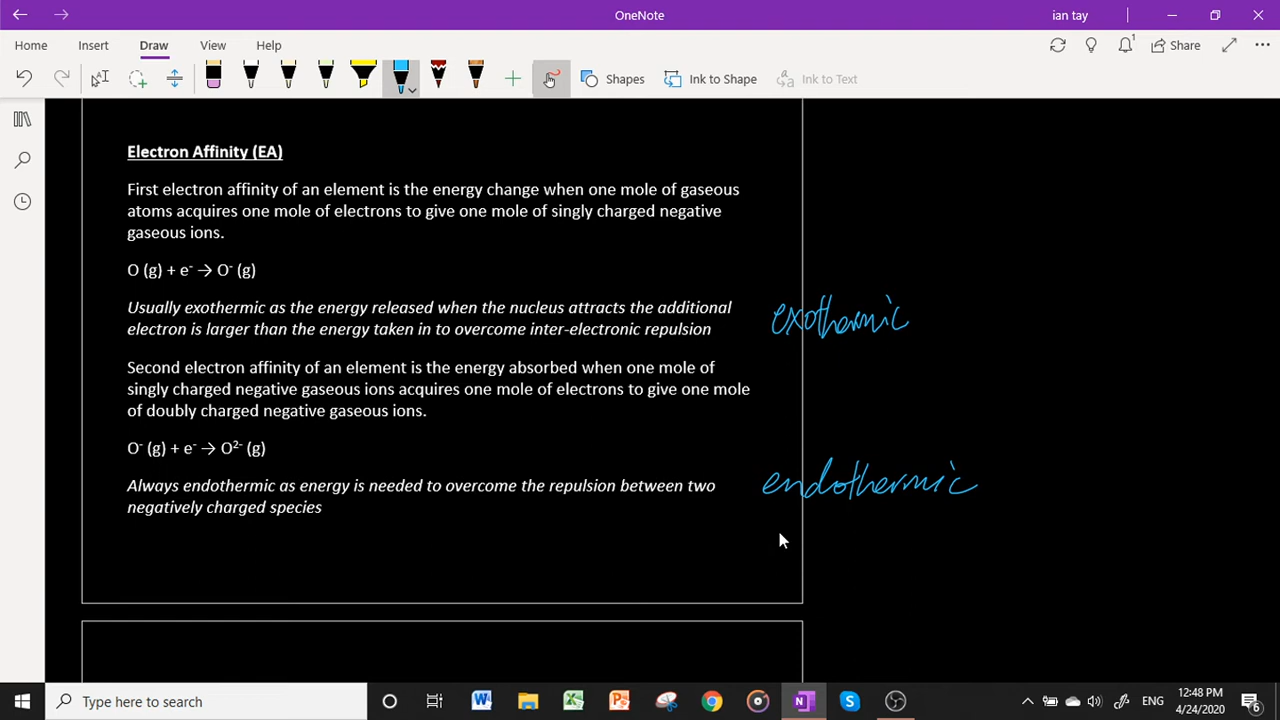 OneNote
ian tay
Home Insert Draw View Help
Share
Shapes
Ink to Shape
Ink to Text
Electron Affinity (EA)
First electron affinity of an element is the energy change when one mole of gaseous
atoms acquires one mole of electrons to give one mole of singly charged negative
gaseous ions.
O (g) + e⁻ → O⁻ (g)
Usually exothermic as the energy released when the nucleus attracts the additional
electron is larger than the energy taken in to overcome inter-electronic repulsion
exothermic
Second electron affinity of an element is the energy absorbed when one mole of
singly charged negative gaseous ions acquires one mole of electrons to give one mole
of doubly charged negative gaseous ions.
O⁻ (g) + e⁻ → O²⁻ (g)
Always endothermic as energy is needed to overcome the repulsion between two
negatively charged species
endothermic
Type here to search
ENG
12:48 PM
4/24/2020
6